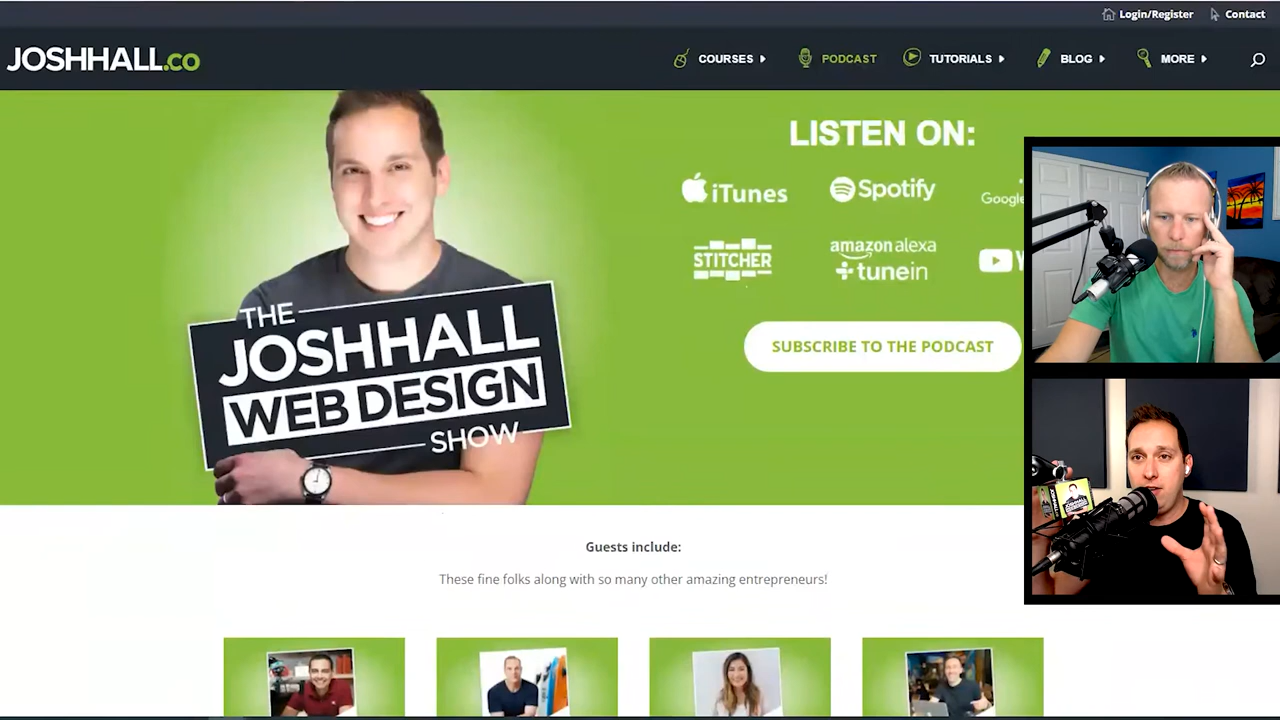 Login/Register
Contact
JOSHHALL.CO
COURSES
PODCAST
TUTORIALS
BLOG
MORE
LISTEN ON:
iTunes
Spotify
Google
STITCHER
amazon alexa
tunein
SUBSCRIBE TO THE PODCAST
THE
JOSHHALL
WEB DESIGN
SHOW
Guests include:
These fine folks along with so many other amazing entrepreneurs!